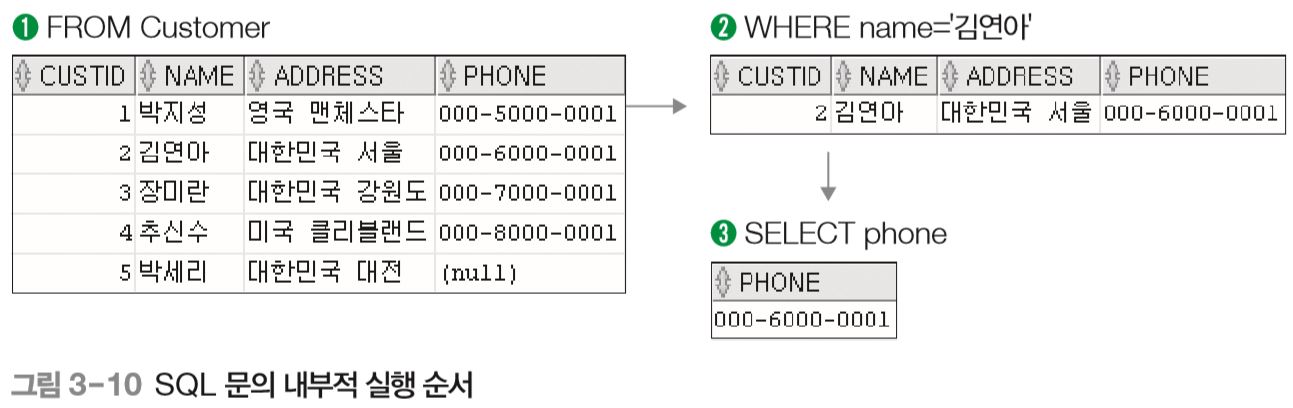 ❶ FROM Customer
CUSTID NAME ADDRESS PHONE
1 박지성 영국 맨체스타 000-5000-0001
2 김연아 대한민국 서울 000-6000-0001
3 장미란 대한민국 강원도 000-7000-0001
4 추신수 미국 클리블랜드 000-8000-0001
5 박세리 대한민국 대전 (null)
❷ WHERE name='김연아'
CUSTID NAME ADDRESS PHONE
2 김연아 대한민국 서울 000-6000-0001
❸ SELECT phone
PHONE
000-6000-0001
그림 3-10 SQL 문의 내부적 실행 순서